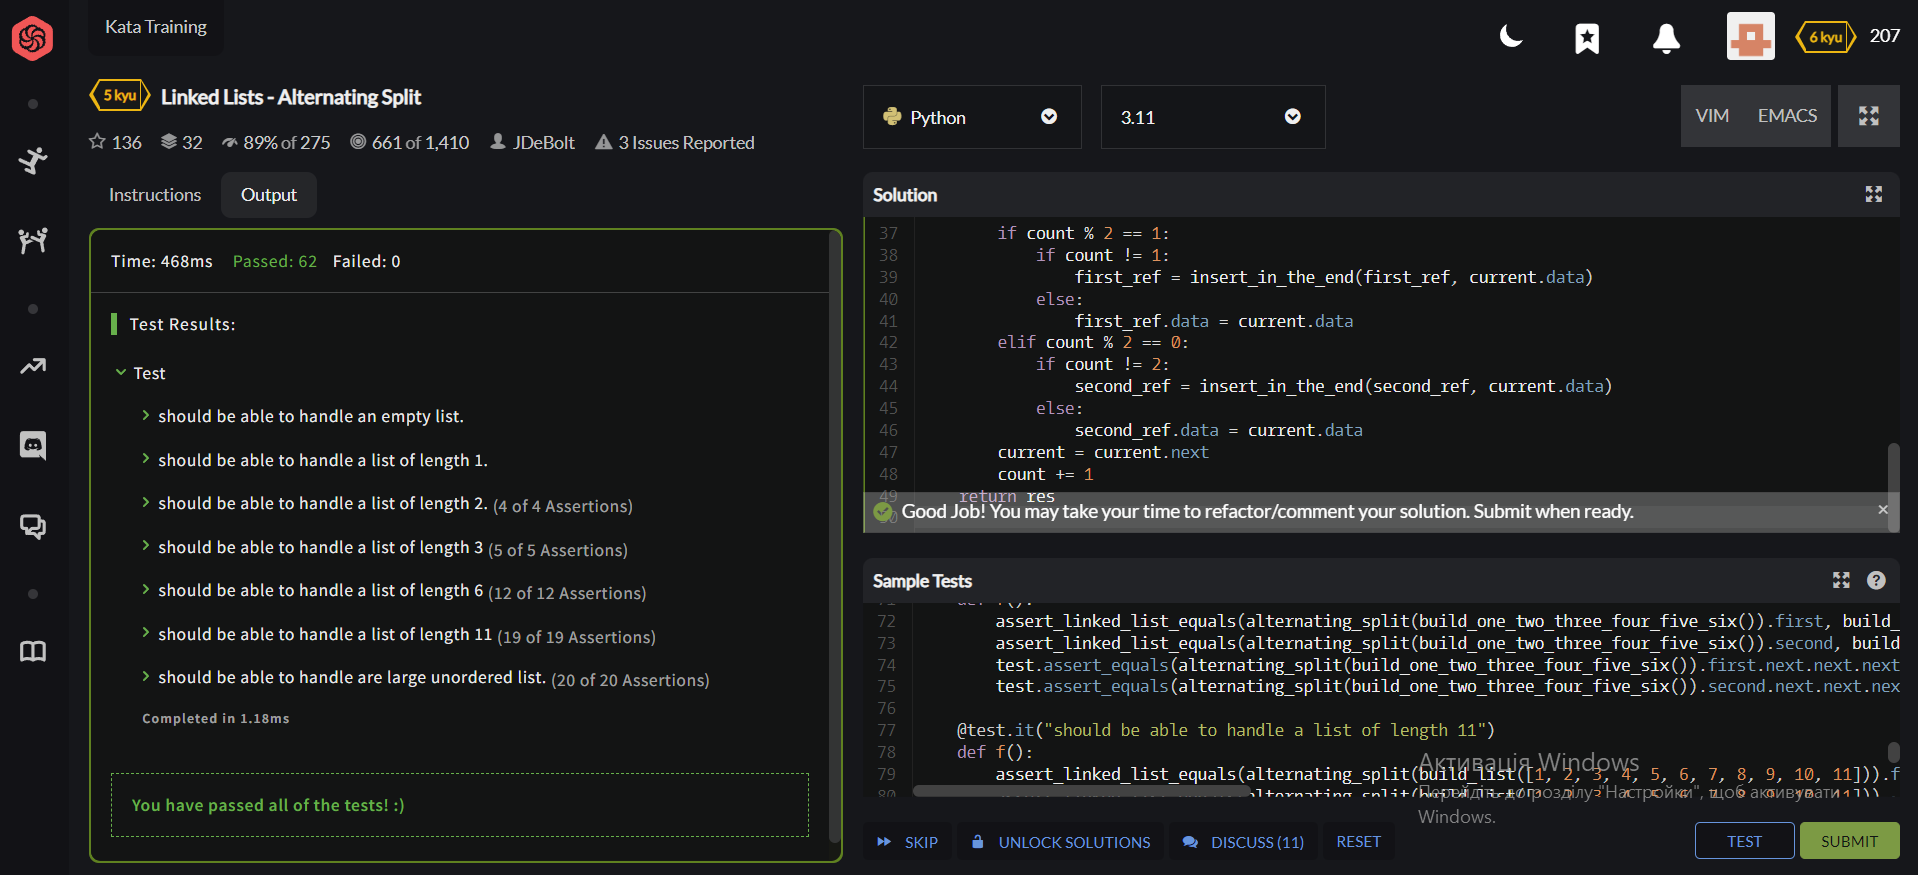 Kata Training
6 kyu 207
5 kyu Linked Lists - Alternating Split
136 32 89% of 275 661 of 1,410 JDeBolt 3 Issues Reported
Instructions Output
Time: 468ms Passed: 62 Failed: 0
Test Results:
Test
should be able to handle an empty list.
should be able to handle a list of length 1.
should be able to handle a list of length 2. (4 of 4 Assertions)
should be able to handle a list of length 3 (5 of 5 Assertions)
should be able to handle a list of length 6 (12 of 12 Assertions)
should be able to handle a list of length 11 (19 of 19 Assertions)
should be able to handle are large unordered list. (20 of 20 Assertions)
Completed in 1.18ms
You have passed all of the tests! :)
Python 3.11 VIM EMACS
Solution
37 if count % 2 == 1:
38 if count != 1:
39 first_ref = insert_in_the_end(first_ref, current.data)
40 else:
41 first_ref.data = current.data
42 elif count % 2 == 0:
43 if count != 2:
44 second_ref = insert_in_the_end(second_ref, current.data)
45 else:
46 second_ref.data = current.data
47 current = current.next
48 count += 1
49 return res
Good Job! You may take your time to refactor/comment your solution. Submit when ready.
Sample Tests
71 def f():
72 assert_linked_list_equals(alternating_split(build_one_two_three_four_five_six()).first, build_
73 assert_linked_list_equals(alternating_split(build_one_two_three_four_five_six()).second, build
74 test.assert_equals(alternating_split(build_one_two_three_four_five_six()).first.next.next.next
75 test.assert_equals(alternating_split(build_one_two_three_four_five_six()).second.next.next.nex
76
77 @test.it("should be able to handle a list of length 11")
78 def f():
79 assert_linked_list_equals(alternating_split(build_list([1, 2, 3, 4, 5, 6, 7, 8, 9, 10, 11])).f
80
Активація Windows
Перейдіть до розділу "Настройки", щоб активувати
Windows.
SKIP UNLOCK SOLUTIONS DISCUSS (11) RESET TEST SUBMIT